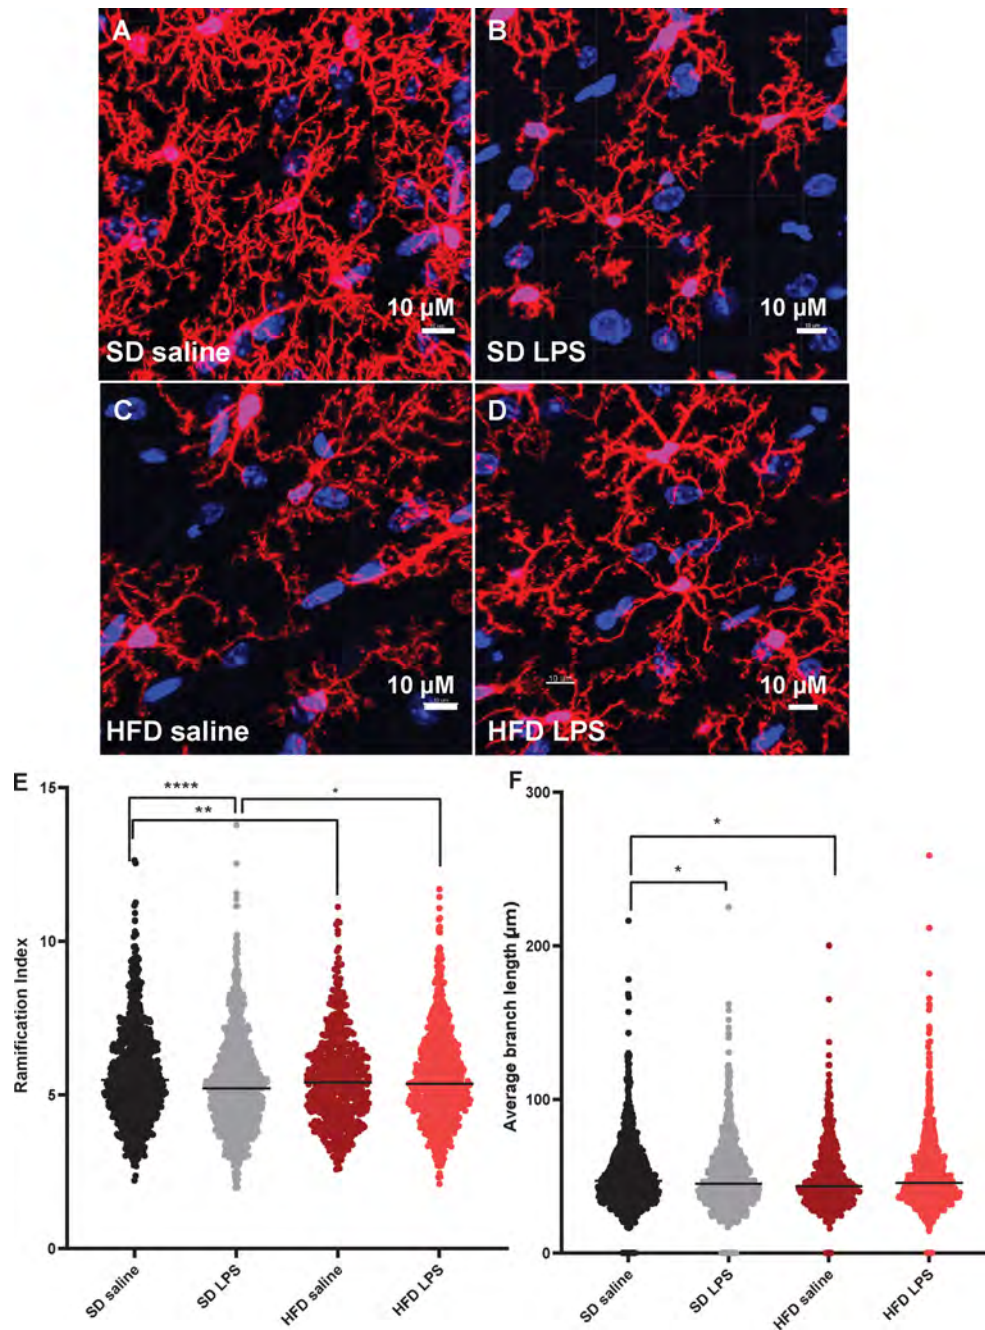 A
10 µM
SD saline
B
10 µM
SD LPS
C
10 µM
HFD saline
D
10 µm
10 µM
HFD LPS
E
Ramification Index
15
10
5
0
****
**
*
SD saline
SD LPS
HFD saline
HFD LPS
F
Average branch length (µm)
300
200
100
0
*
*
SD saline
SD LPS
HFD saline
HFD LPS